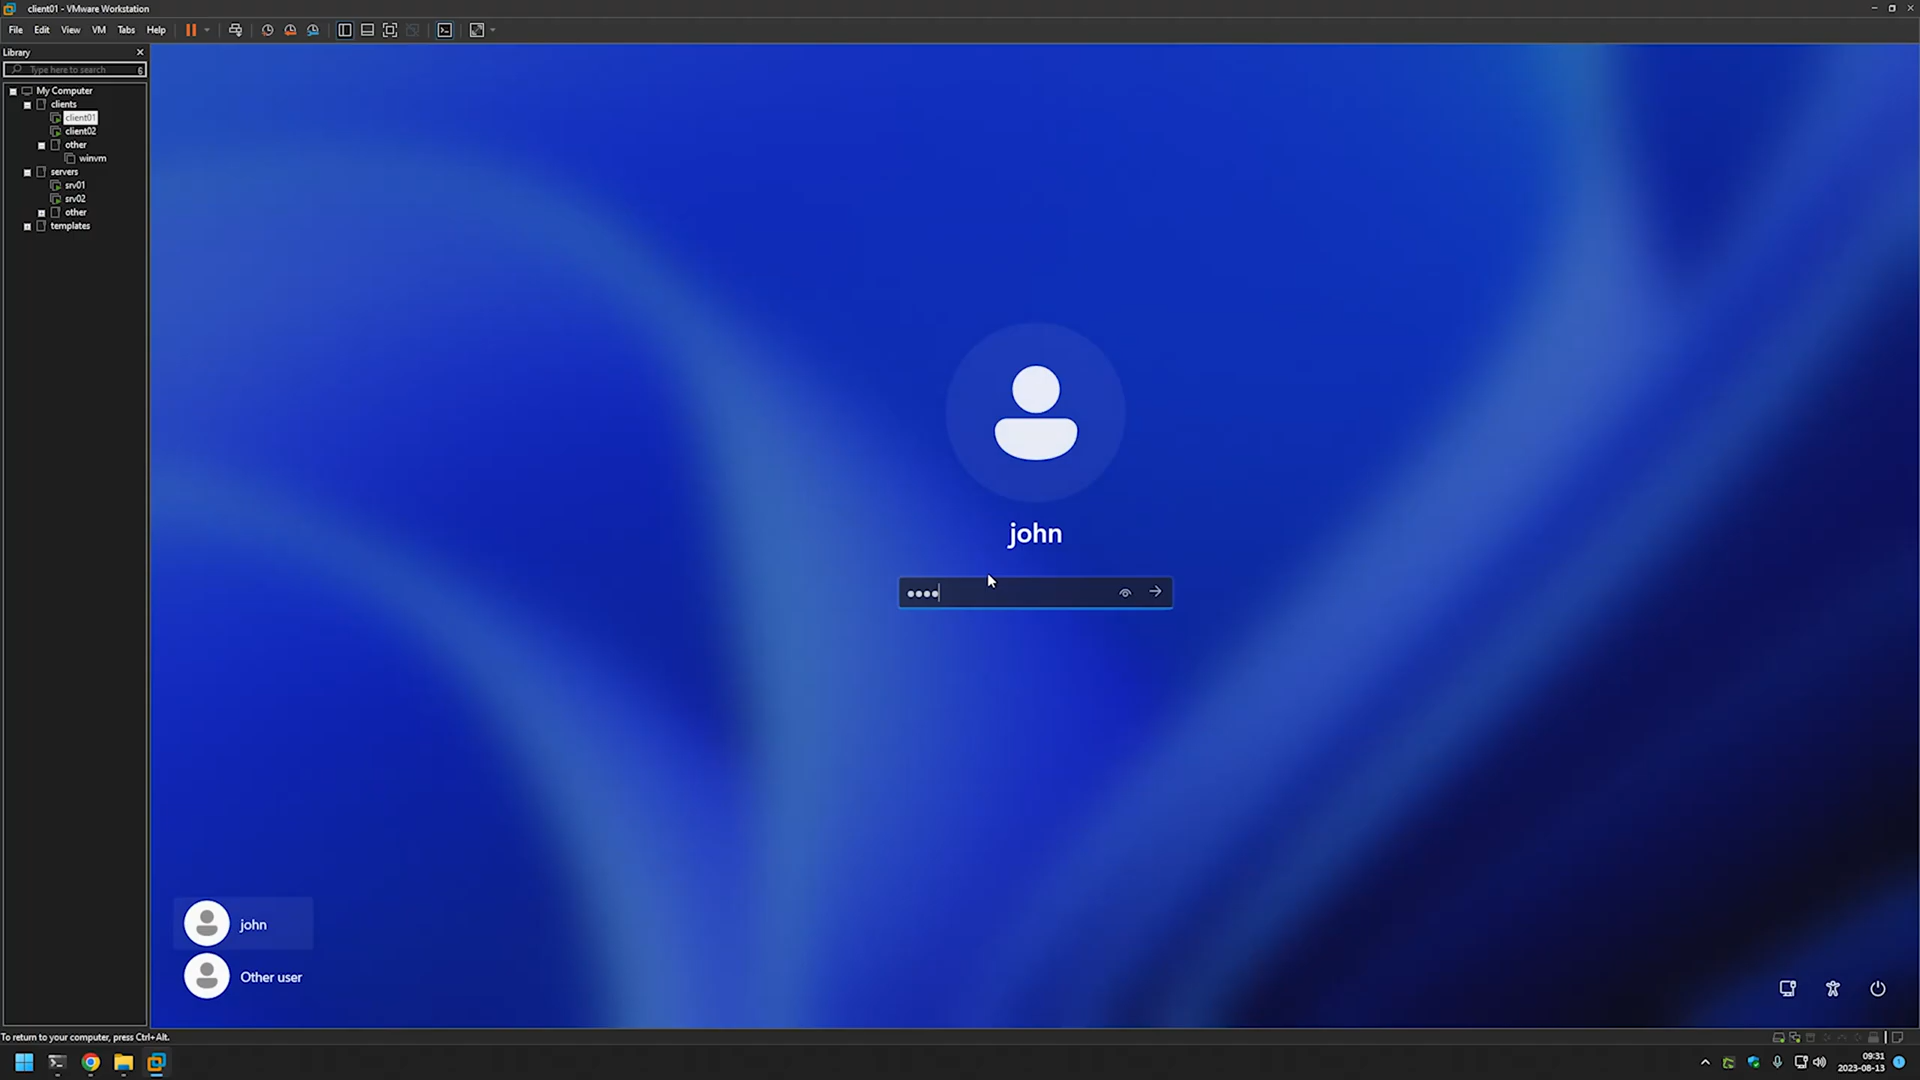 client01 - VMware Workstation
File Edit View VM Tabs Help
Library
Type here to search
My Computer
clients
client01
client02
other
winvm
servers
srv01
srv02
other
templates
john
••••
john
Other user
To return to your computer, press Ctrl+Alt.
09:31
2023-08-13
1